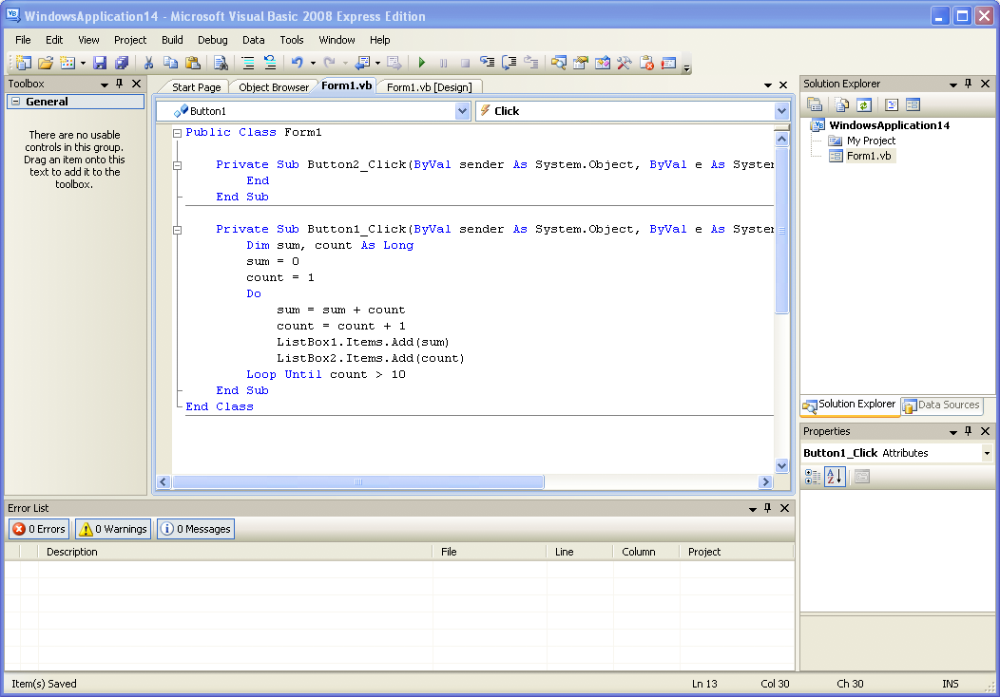 WindowsApplication14 - Microsoft Visual Basic 2008 Express Edition
File Edit View Project Build Debug Data Tools Window Help
Toolbox
General
There are no usable
controls in this group.
Drag an item onto this
text to add it to the
toolbox.
Start Page Object Browser Form1.vb Form1.vb [Design]
Button1 Click
Public Class Form1
Private Sub Button2_Click(ByVal sender As System.Object, ByVal e As System
End
End Sub
Private Sub Button1_Click(ByVal sender As System.Object, ByVal e As System
Dim sum, count As Long
sum = 0
count = 1
Do
sum = sum + count
count = count + 1
ListBox1.Items.Add(sum)
ListBox2.Items.Add(count)
Loop Until count > 10
End Sub
End Class
Solution Explorer
WindowsApplication14
My Project
Form1.vb
Solution Explorer Data Sources
Properties
Button1_Click Attributes
Error List
0 Errors 0 Warnings 0 Messages
Description File Line Column Project
Item(s) Saved Ln 13 Col 30 Ch 30 INS